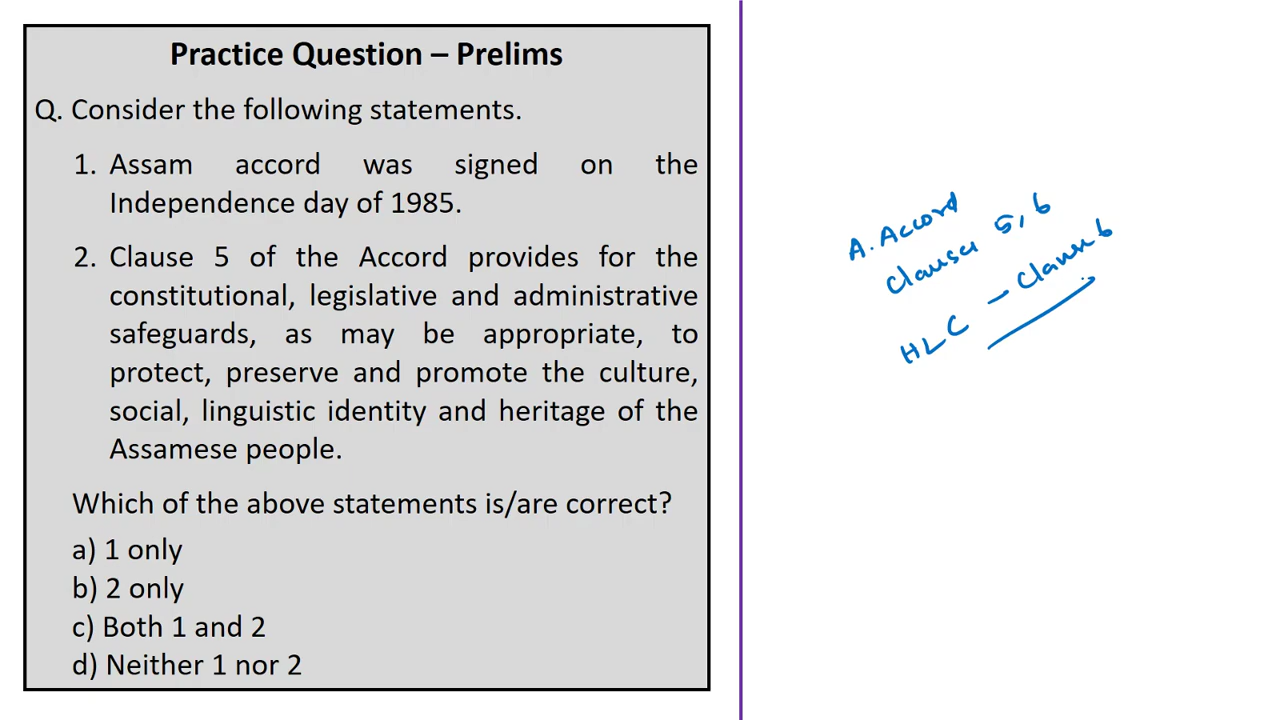 Practice Question – Prelims
Q. Consider the following statements.
1. Assam accord was signed on the
Independence day of 1985.
2. Clause 5 of the Accord provides for the
constitutional, legislative and administrative
safeguards, as may be appropriate, to
protect, preserve and promote the culture,
social, linguistic identity and heritage of the
Assamese people.
Which of the above statements is/are correct?
a) 1 only
b) 2 only
c) Both 1 and 2
d) Neither 1 nor 2
A. Accord
Clause 5, 6
HLC – Clause 6